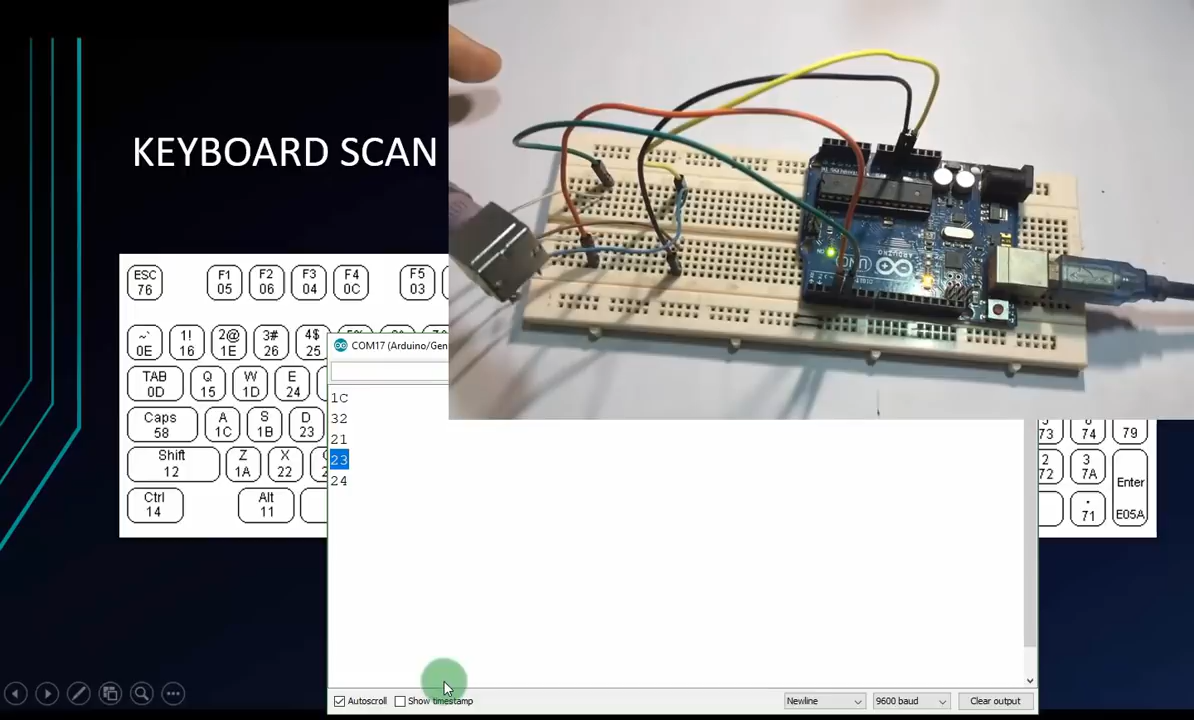 KEYBOARD SCAN
ESC
76
F1
05
F2
06
F3
04
F4
0C
F5
03
~`
0E
1!
16
2@
1E
3#
26
4$
25
TAB
0D
Q
15
W
1D
E
24
Caps
58
A
1C
S
1B
D
23
Shift
12
Z
1A
X
22
Ctrl
14
Alt
11
73
74
79
2
72
3
7A
Enter
E05A
.
71
COM17 (Arduino/Gen
1C
32
21
23
24
Autoscroll
Show timestamp
Newline
9600 baud
Clear output
UNO
ARDUINO